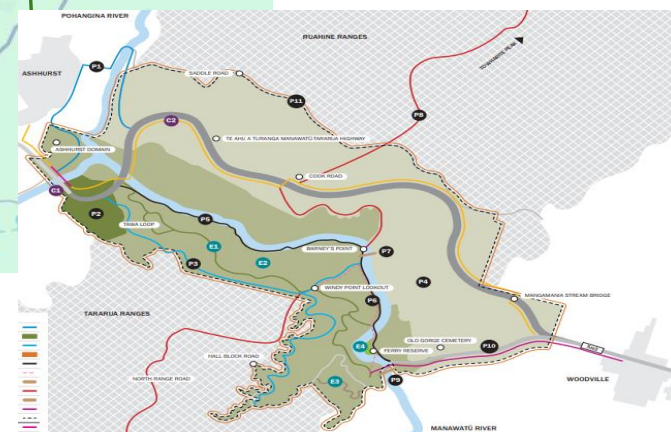 POHANGINA RIVER
RUAHINE RANGES
TO WHARITE PEAK
ASHHURST
P1
SADDLE ROAD
P11
P8
C2
TE AHU A TURANGA MANAWATŪ TARARUA HIGHWAY
ASHHURST DOMAIN
COOK ROAD
C1
P2
P5
TAWA LOOP
E1
BARNEY'S POINT
P7
P3
E2
P4
WINDY POINT LOOKOUT
MANGAMANIA STREAM BRIDGE
P6
TARARUA RANGES
OLD GORGE CEMETERY
E4
P10
HALL BLOCK ROAD
FERRY RESERVE
SH3
NORTH RANGE ROAD
E3
P9
WOODVILLE
MANAWATŪ RIVER